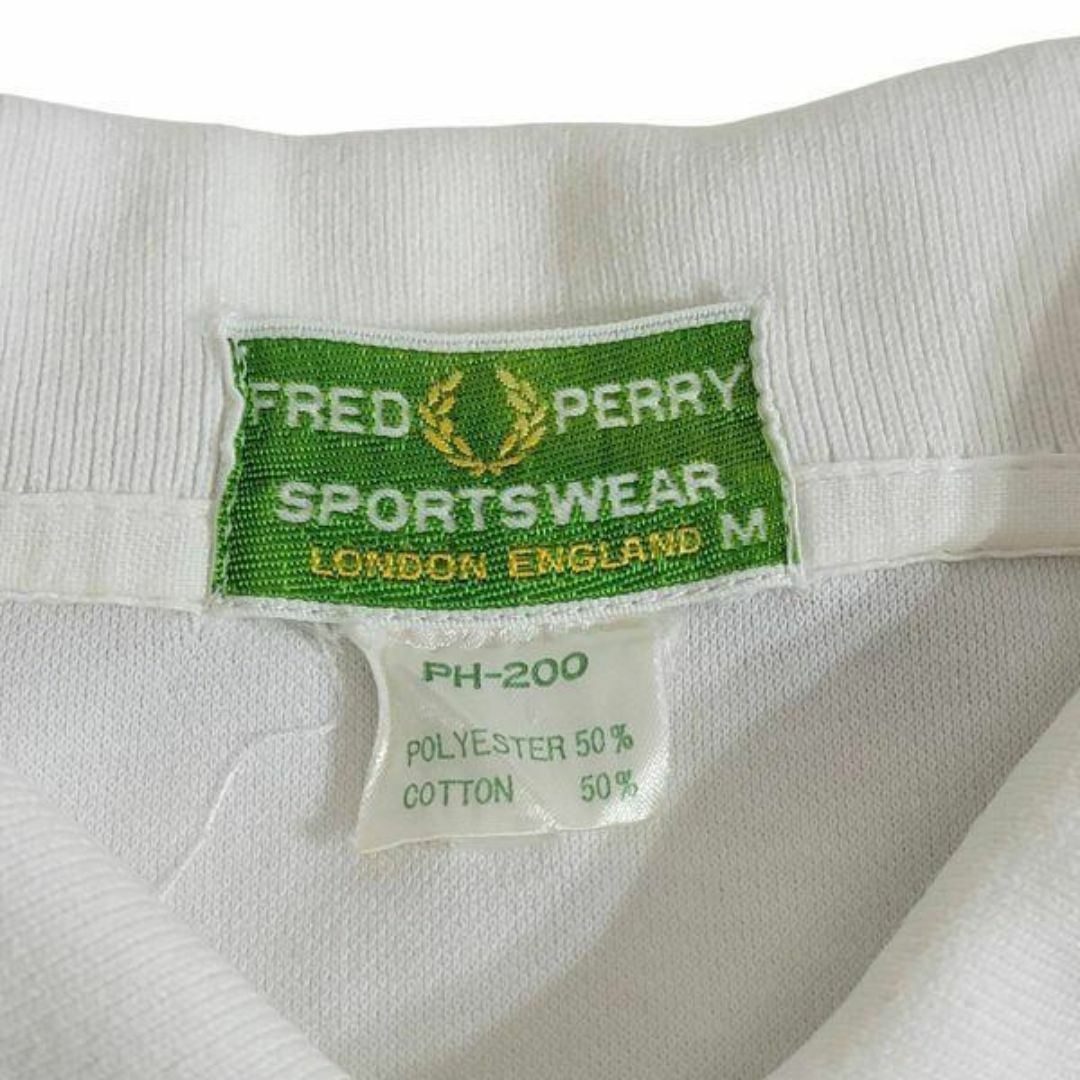 FRED PERRY
SPORTSWEAR
LONDON ENGLAND M
PH-200
POLYESTER 50%
COTTON 50%